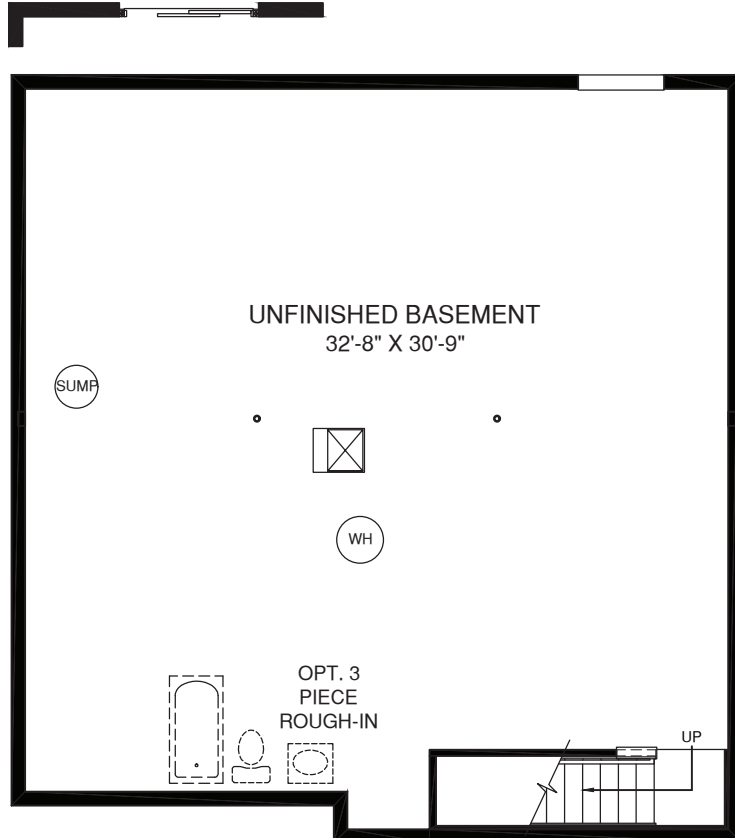 UNFINISHED BASEMENT
32'-8" X 30'-9"
SUMP
WH
OPT. 3
PIECE
ROUGH-IN
UP